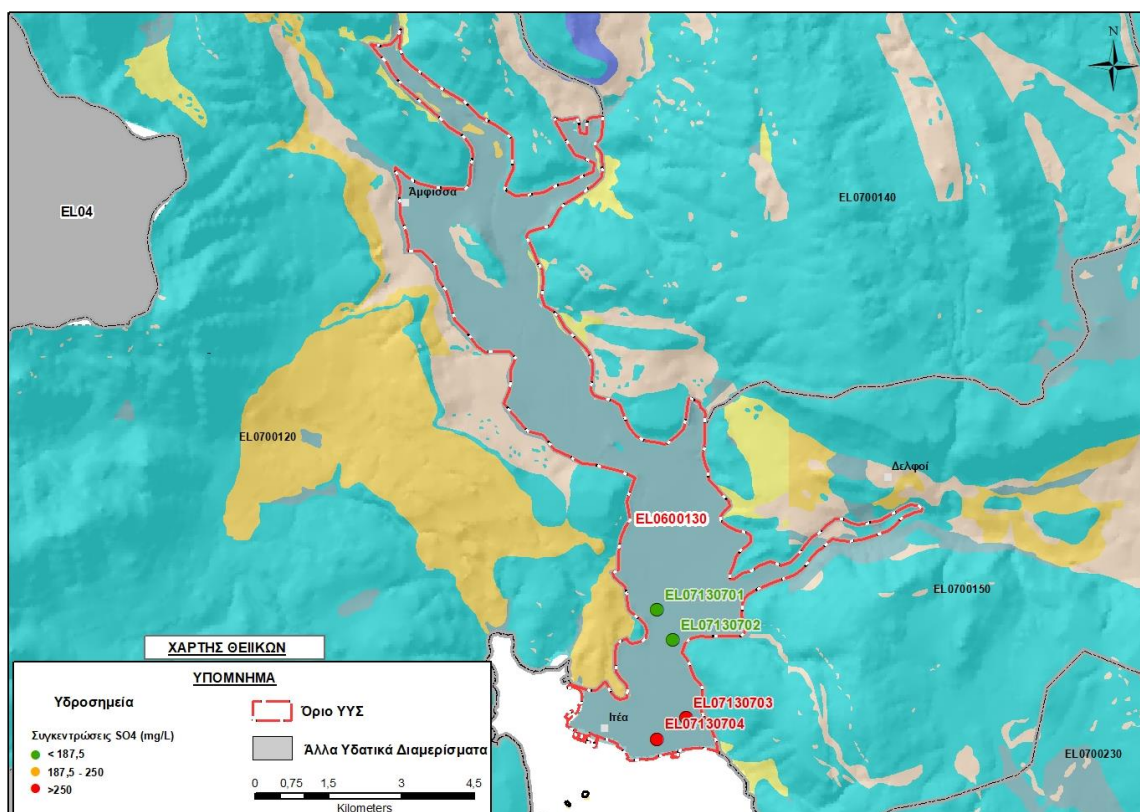 N
Άμφισσα
EL04
EL0700140
EL0700120
Δελφοί
EL0600130
EL0700150
EL07130701
EL07130702
EL07130703
EL07130704
Ιτέα
EL0700230
ΧΑΡΤΗΣ ΘΕΙΙΚΩΝ
ΥΠΟΜΝΗΜΑ
Υδροσημεία
Συγκεντρώσεις SO4 (mg/L)
< 187,5
187,5 - 250
>250
Όριο ΥΥΣ
Άλλα Υδατικά Διαμερίσματα
0 0,75 1,5 3 4,5
Kilometers